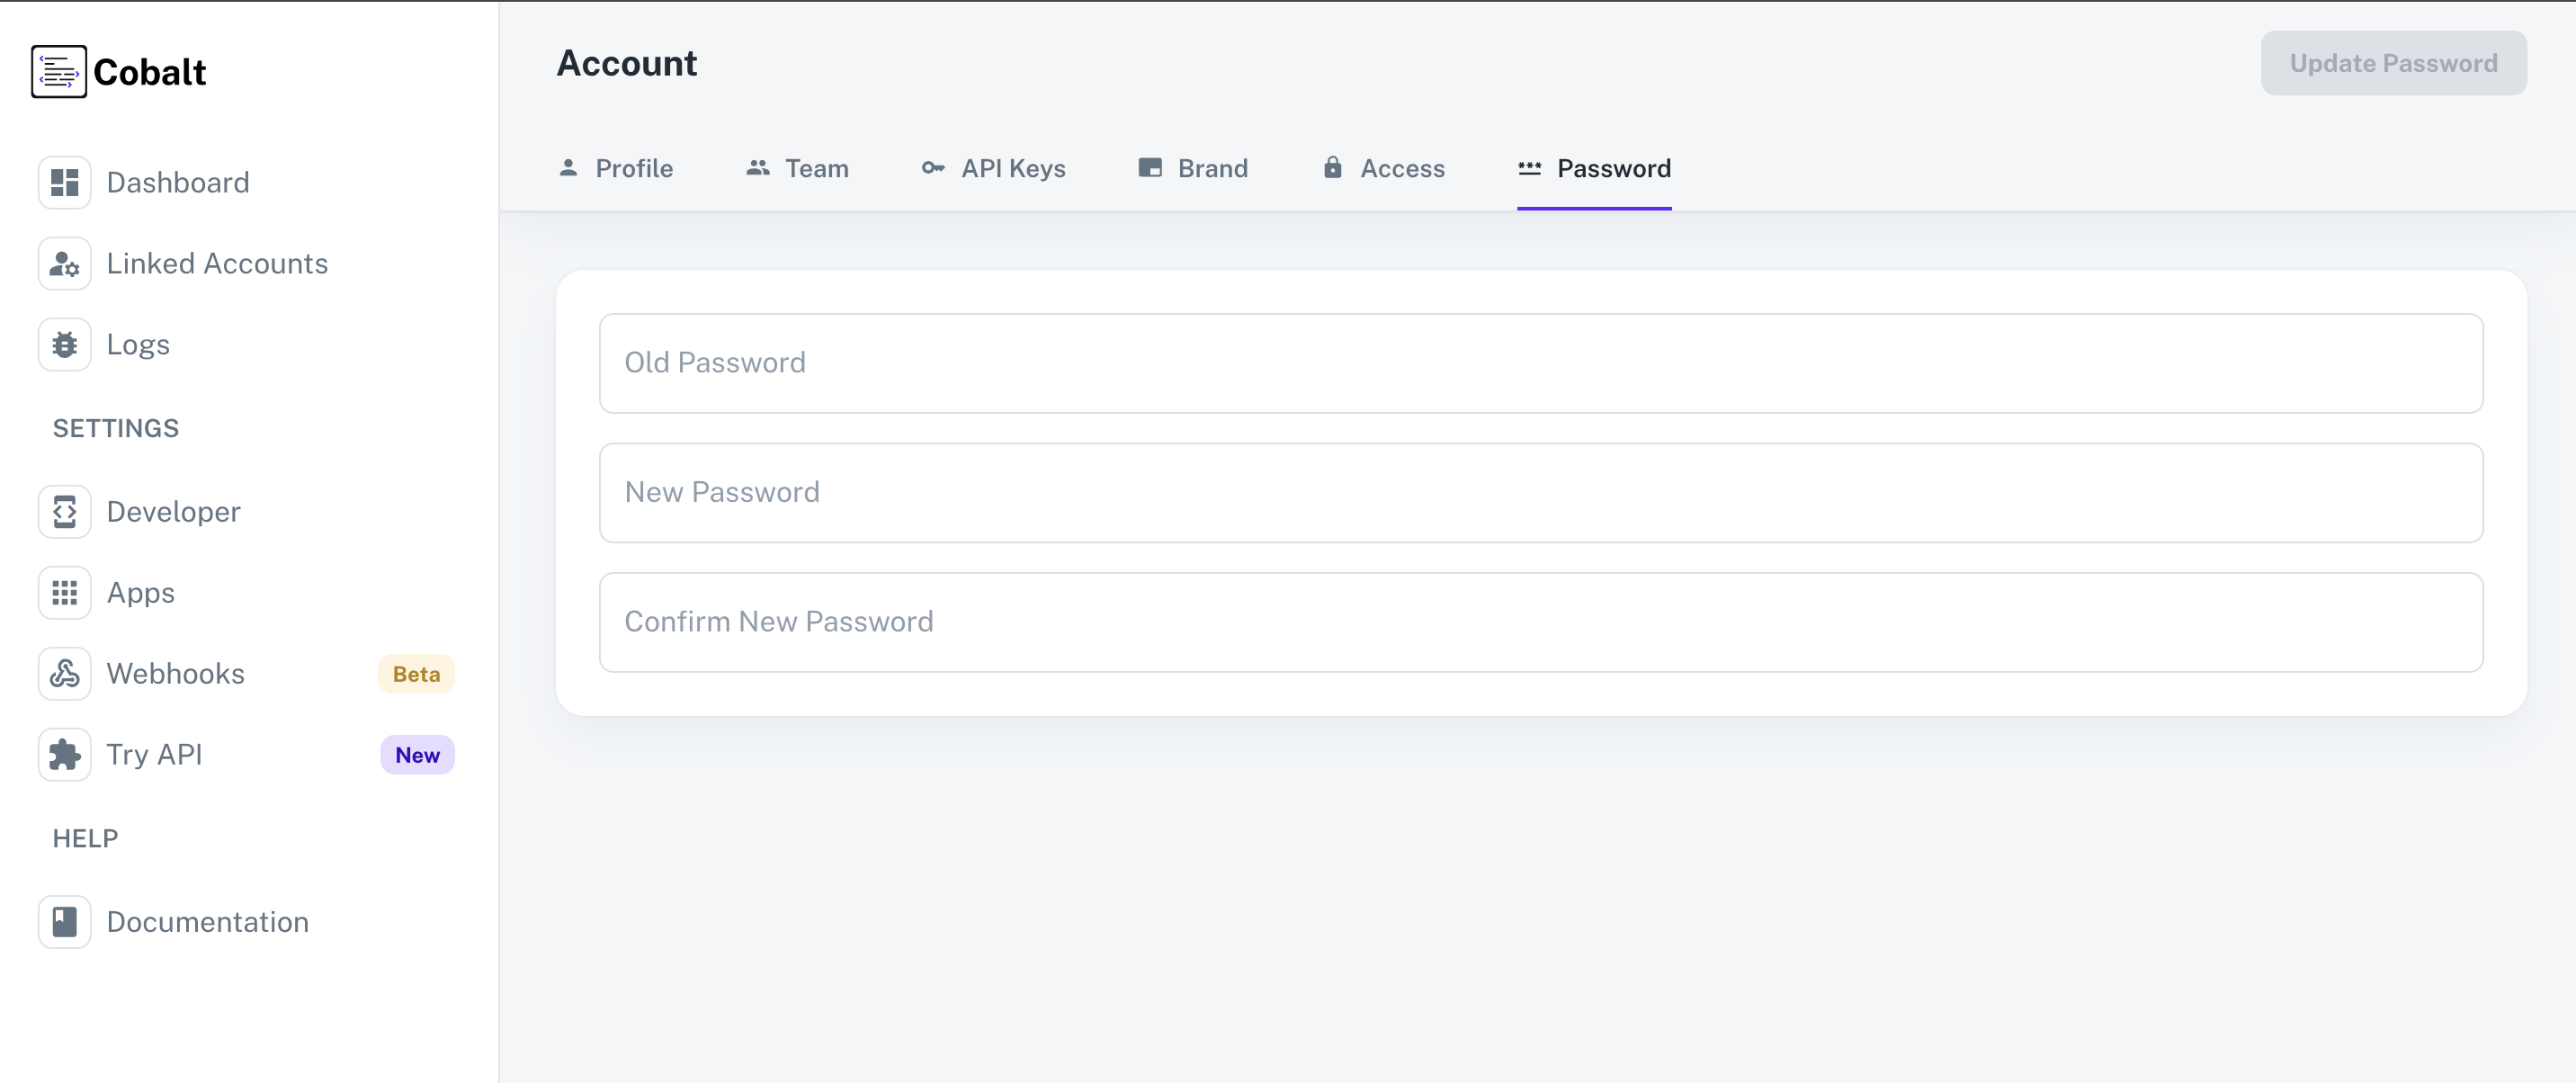 Cobalt
Dashboard
Linked Accounts
Logs
SETTINGS
Developer
Apps
Webhooks Beta
Try API New
HELP
Documentation
Account
Update Password
Profile Team API Keys Brand Access *** Password
Old Password
New Password
Confirm New Password